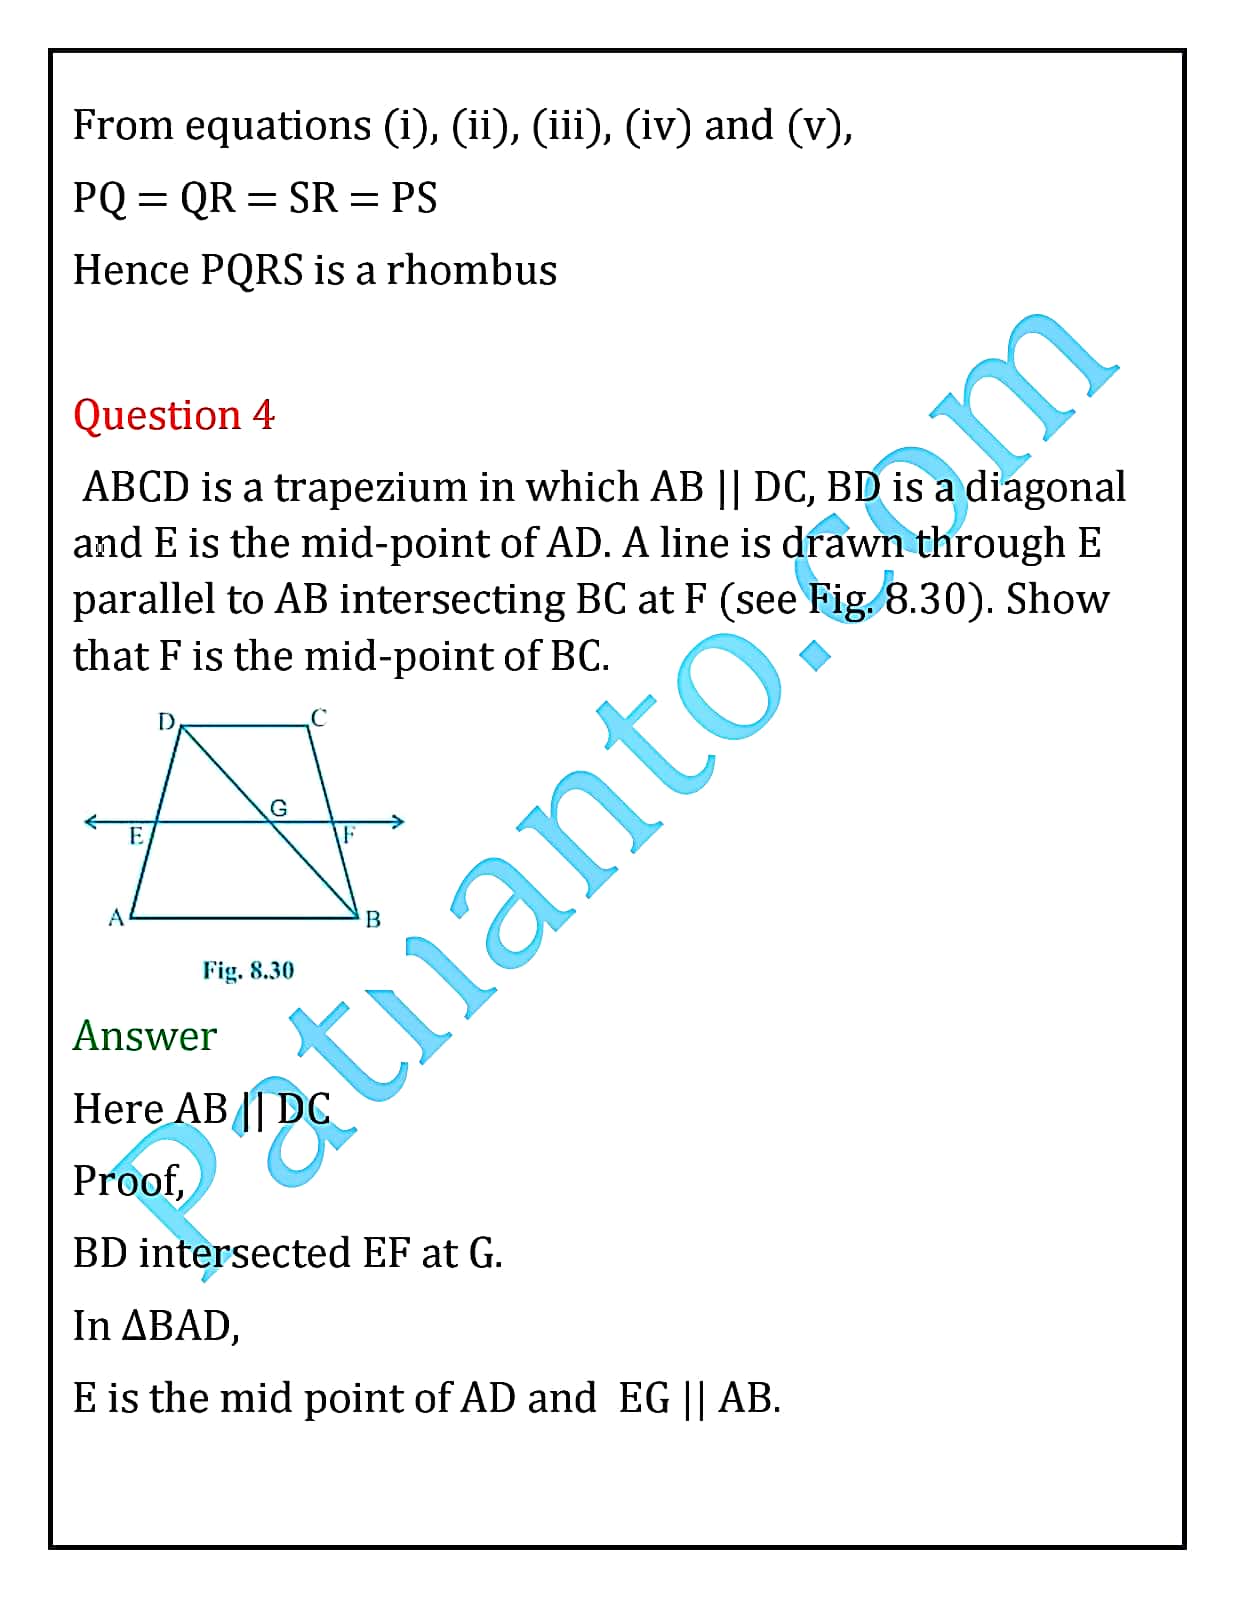 From equations (i), (ii), (iii), (iv) and (v),
PQ = QR = SR = PS
Hence PQRS is a rhombus
Question 4
ABCD is a trapezium in which AB || DC, BD is a diagonal
and E is the mid-point of AD. A line is drawn through E
parallel to AB intersecting BC at F (see Fig. 8.30). Show
that F is the mid-point of BC.
D C
G
E F
A B
Fig. 8.30
Answer
Here AB || DC
Proof,
BD intersected EF at G.
In ΔBAD,
E is the mid point of AD and  EG || AB.
Patnanto.com